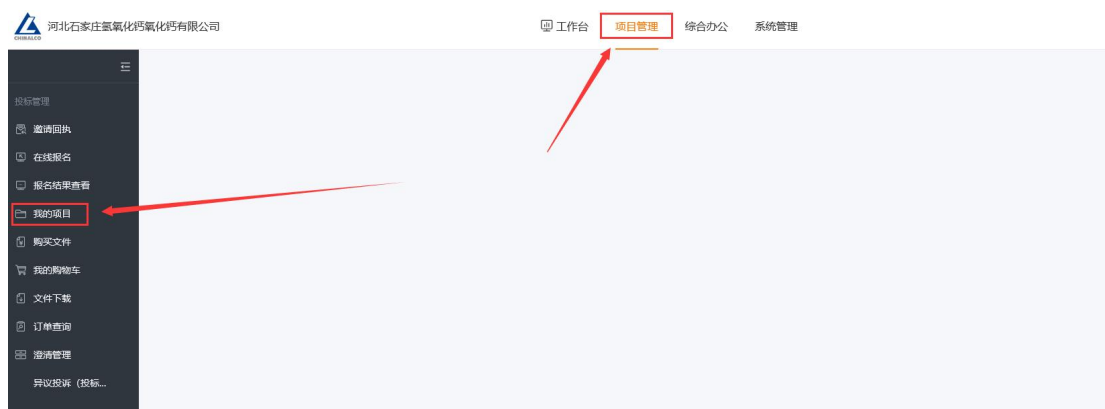 河北石家庄氢氧化钙氧化钙有限公司
工作台 项目管理 综合办公 系统管理
CHINALCO
投标管理
邀请回执
在线报名
报名结果查看
我的项目
购买文件
我的购物车
文件下载
订单查询
澄清管理
异议投诉（投标...